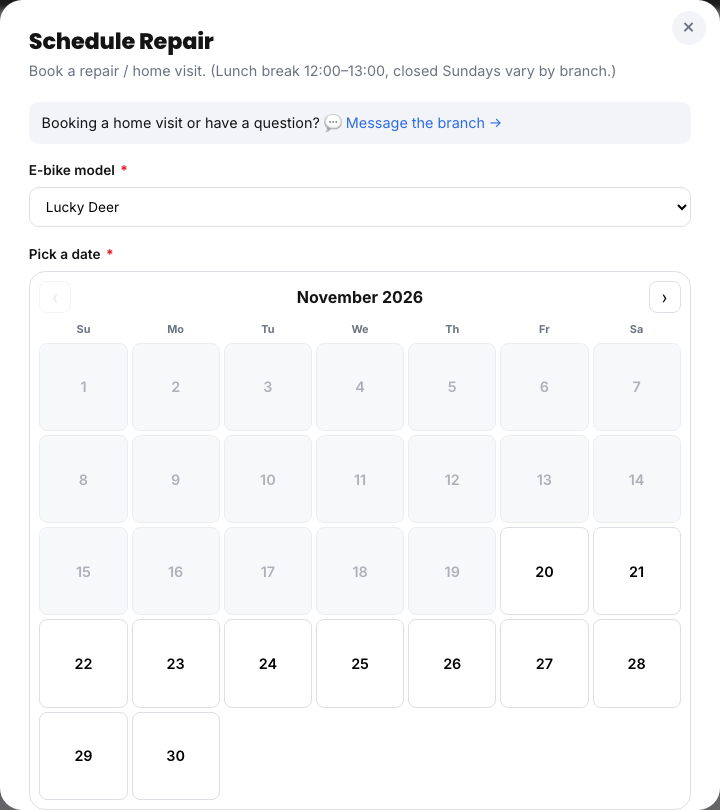 Schedule Repair
×
Book a repair / home visit. (Lunch break 12:00–13:00, closed Sundays vary by branch.)
Booking a home visit or have a question? 💬 Message the branch →
E-bike model *
Lucky Deer
Pick a date *
‹ November 2026 ›
Su Mo Tu We Th Fr Sa
1 2 3 4 5 6 7
8 9 10 11 12 13 14
15 16 17 18 19 20 21
22 23 24 25 26 27 28
29 30